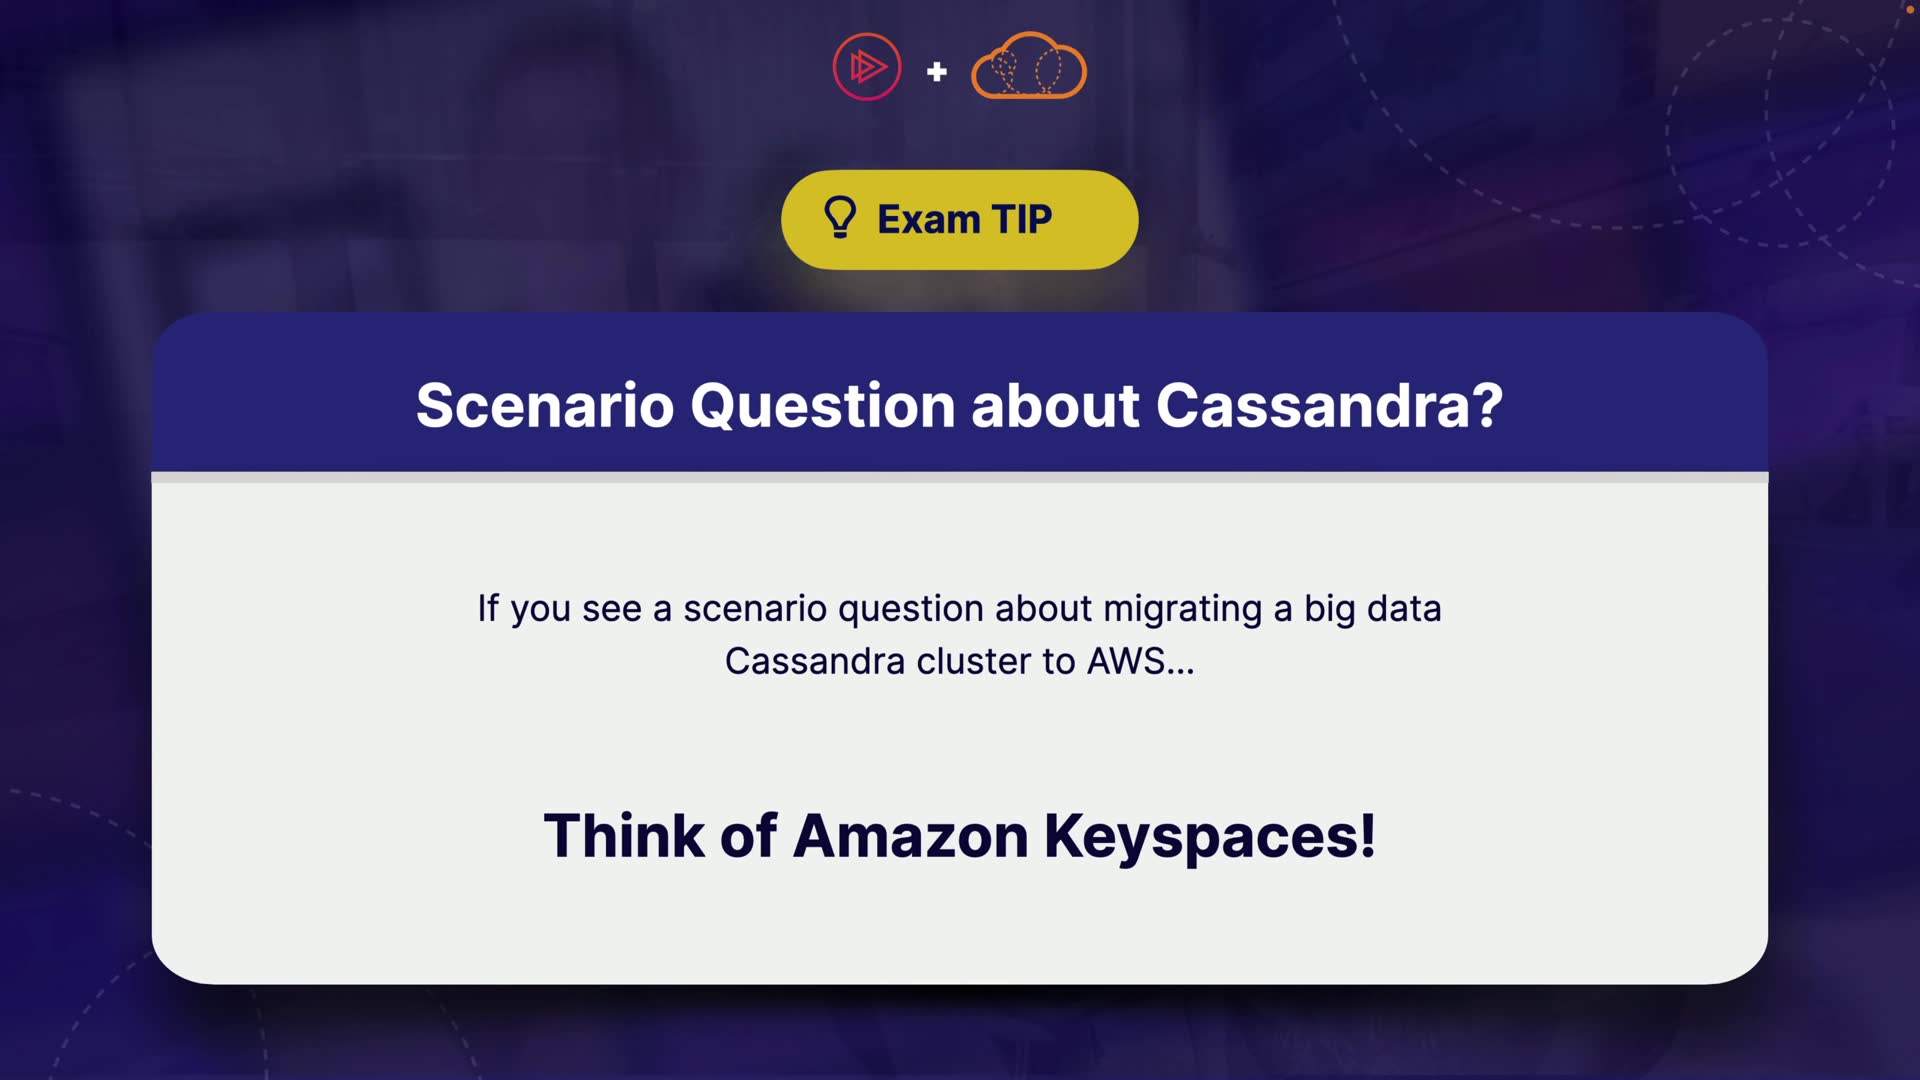 Exam TIP
Scenario Question about Cassandra?
If you see a scenario question about migrating a big data
Cassandra cluster to AWS...
Think of Amazon Keyspaces!